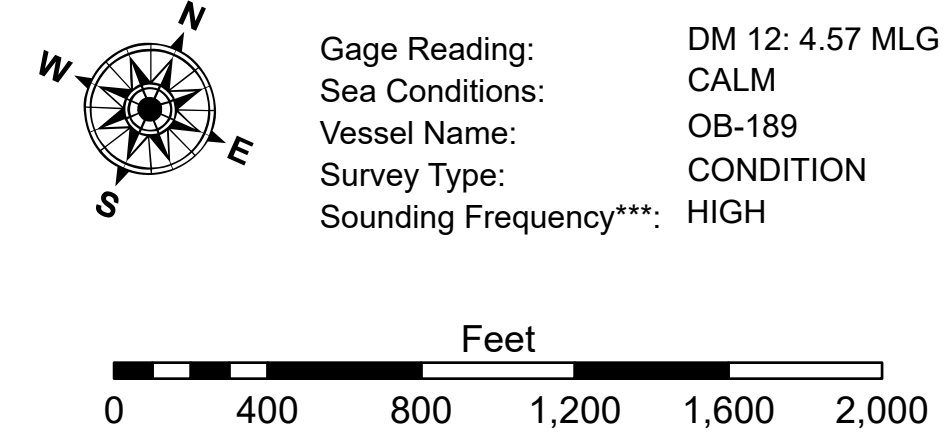 N
W
E
S
Gage Reading: DM 12: 4.57 MLG
Sea Conditions: CALM
Vessel Name: OB-189
Survey Type: CONDITION
Sounding Frequency***: HIGH
Feet
0 400 800 1,200 1,600 2,000